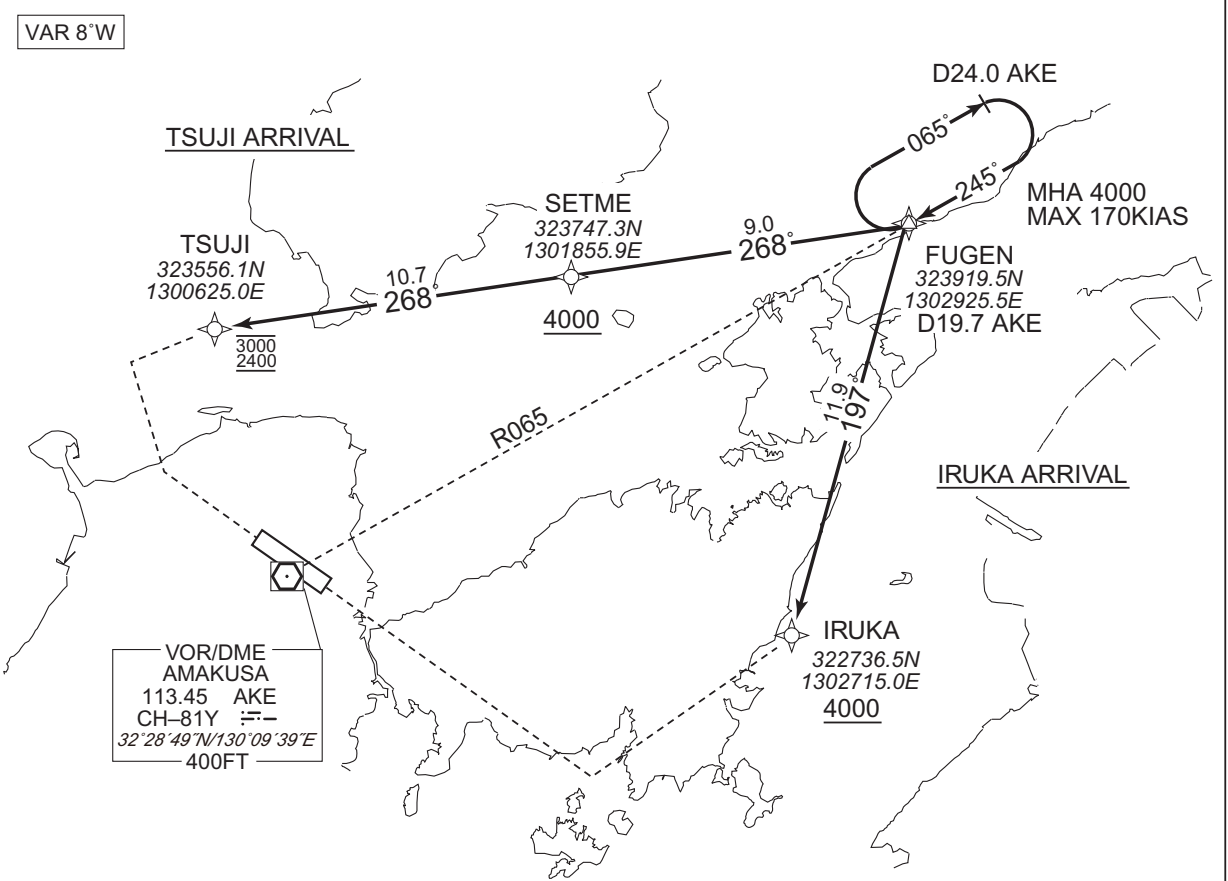 VAR 8°W
D24.0 AKE
TSUJI ARRIVAL
065°
245°
MHA 4000
MAX 170KIAS
SETME
323747.3N
1301855.9E
9.0
268°
TSUJI
323556.1N
1300625.0E
10.7
268°
FUGEN
323919.5N
1302925.5E
D19.7 AKE
4000
3000
2400
11.9
197°
R065
IRUKA ARRIVAL
IRUKA
322736.5N
1302715.0E
4000
VOR/DME
AMAKUSA
113.45 AKE
CH–81Y
32°28´49˝N/130°09´39˝E
400FT